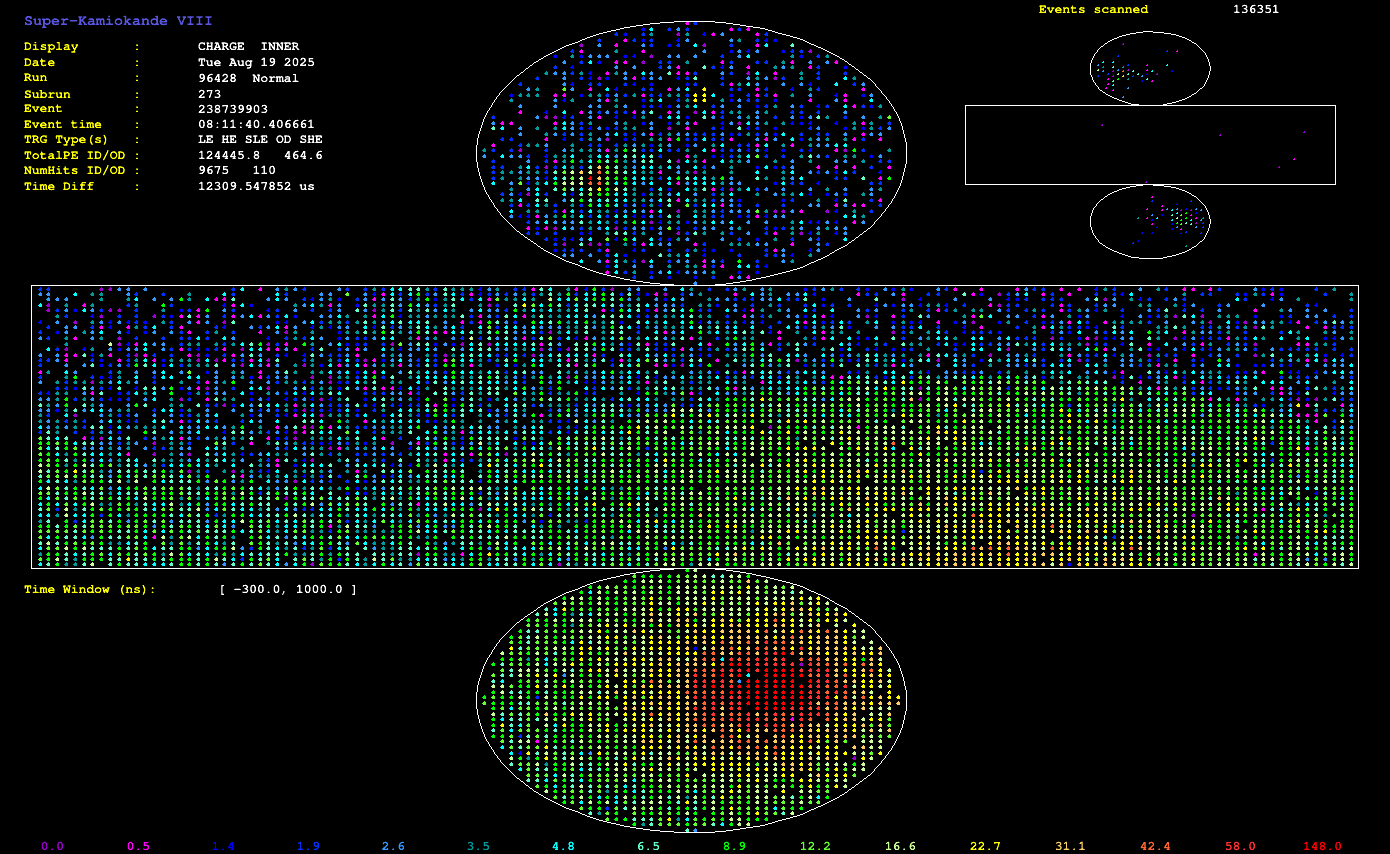 Super-Kamiokande VIII
Events scanned 136351
Display : CHARGE INNER
Date : Tue Aug 19 2025
Run : 96428 Normal
Subrun : 273
Event : 238739903
Event time : 08:11:40.406661
TRG Type(s) : LE HE SLE OD SHE
TotalPE ID/OD : 124445.8 464.6
NumHits ID/OD : 9675 110
Time Diff : 12309.547852 us
Time Window (ns): [ -300.0, 1000.0 ]
0.0 0.5 1.4 1.9 2.6 3.5 4.8 6.5 8.9 12.2 16.6 22.7 31.1 42.4 58.0 148.0